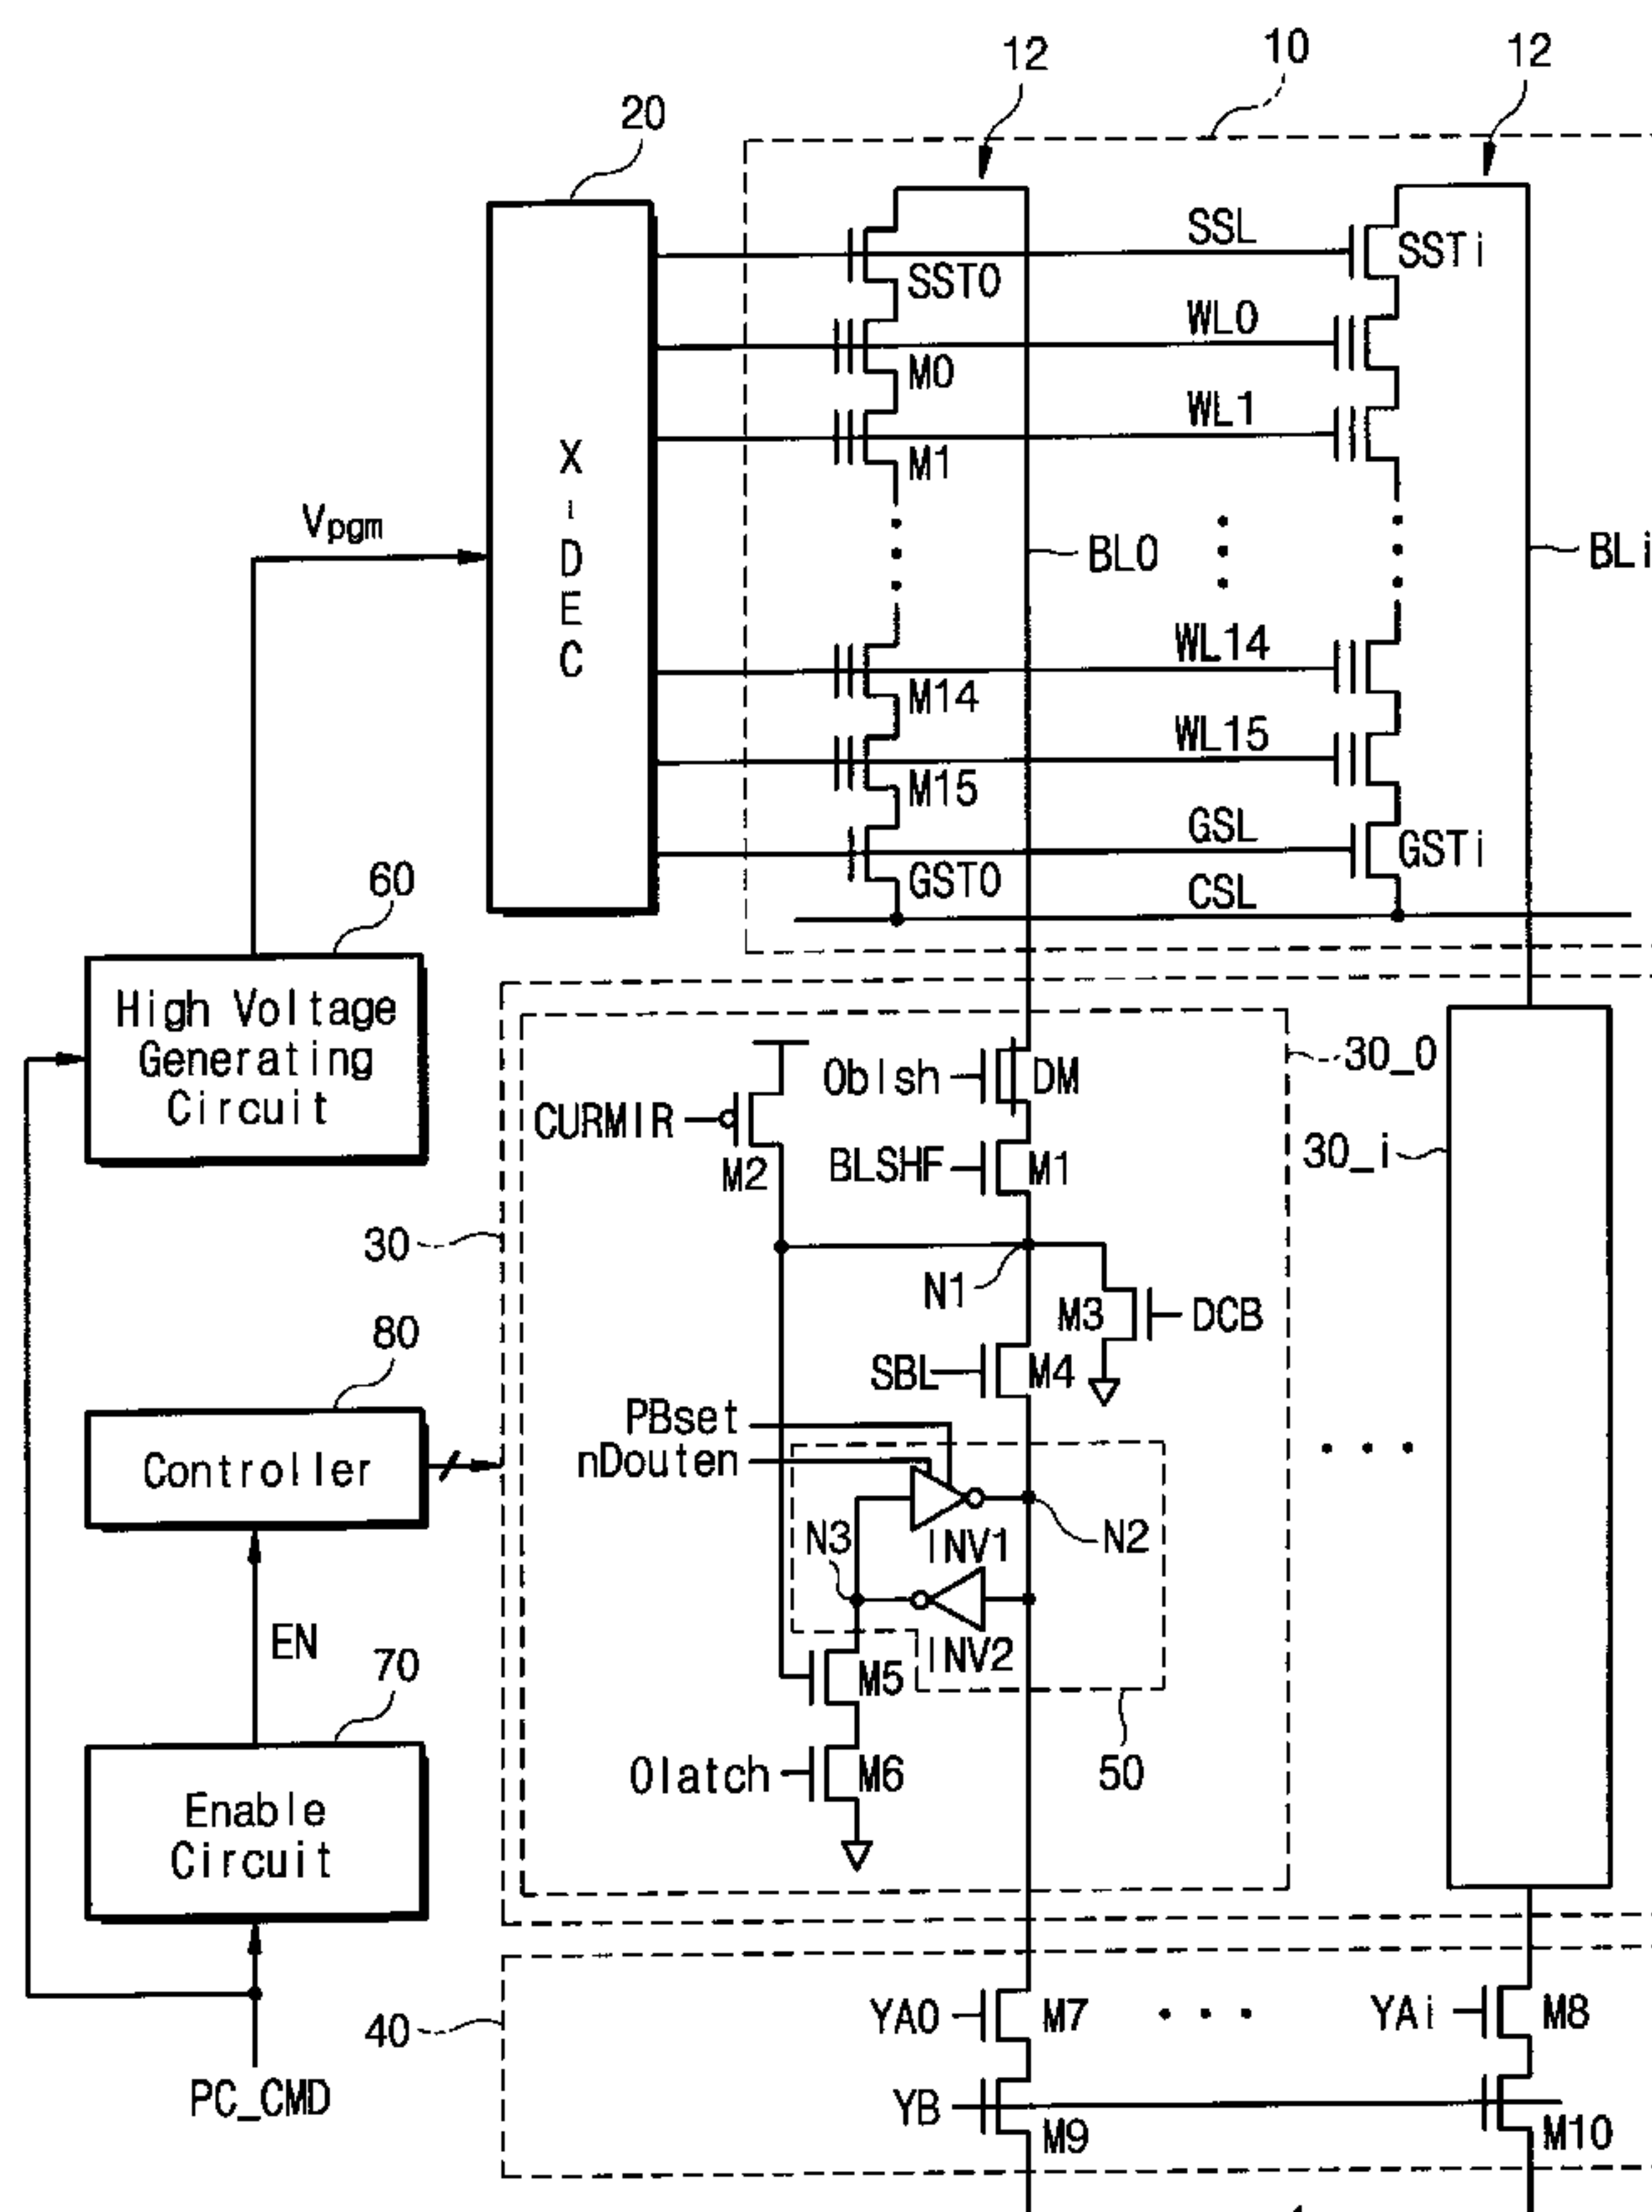 12
10
12
20
SSL
SSTi
SST0
WL0
M0
WL1
M1
X-DEC
Vpgm
BL0
BLi
WL14
M14
WL15
M15
GSL
GSTi
GST0
CSL
60
High Voltage
Generating
Circuit
Oblsh
DM
30_0
CURMIR
M2
BLSHF
M1
30_i
30
N1
M3
DCB
80
SBL
M4
PBset
nDouten
Controller
N3
INV1
N2
EN
INV2
70
M5
50
Olatch
M6
Enable
Circuit
YA0
M7
YAi
M8
40
PC_CMD
YB
M9
M10